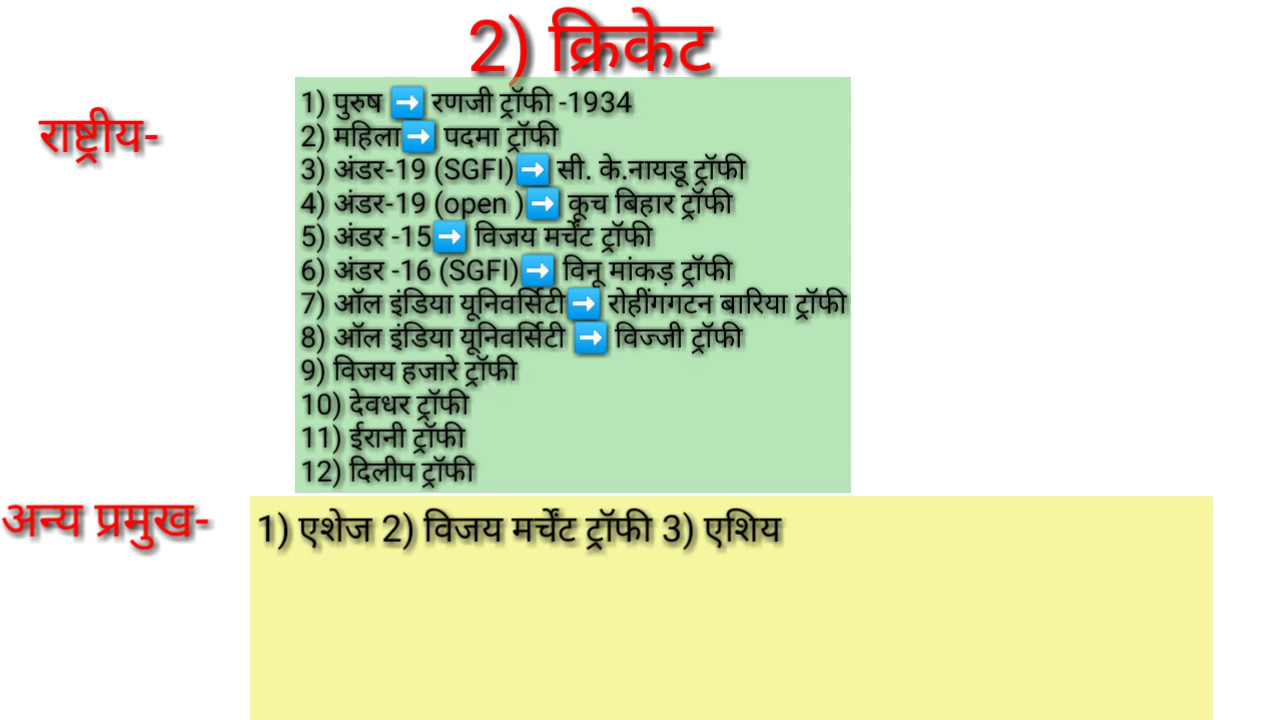 2) क्रिकेट
राष्ट्रीय-
1) पुरुष ➡️ रणजी ट्रॉफी -1934
2) महिला➡️ पदमा ट्रॉफी
3) अंडर-19 (SGFI)➡️ सी. के.नायडू ट्रॉफी
4) अंडर-19 (open )➡️ कूच बिहार ट्रॉफी
5) अंडर -15➡️ विजय मर्चेंट ट्रॉफी
6) अंडर -16 (SGFI)➡️ विनू मांकड़ ट्रॉफी
7) ऑल इंडिया यूनिवर्सिटी➡️ रोहींगगटन बारिया ट्रॉफी
8) ऑल इंडिया यूनिवर्सिटी ➡️ विज्जी ट्रॉफी
9) विजय हजारे ट्रॉफी
10) देवधर ट्रॉफी
11) ईरानी ट्रॉफी
12) दिलीप ट्रॉफी
अन्य प्रमुख-
1) एशेज 2) विजय मर्चेंट ट्रॉफी 3) एशिय